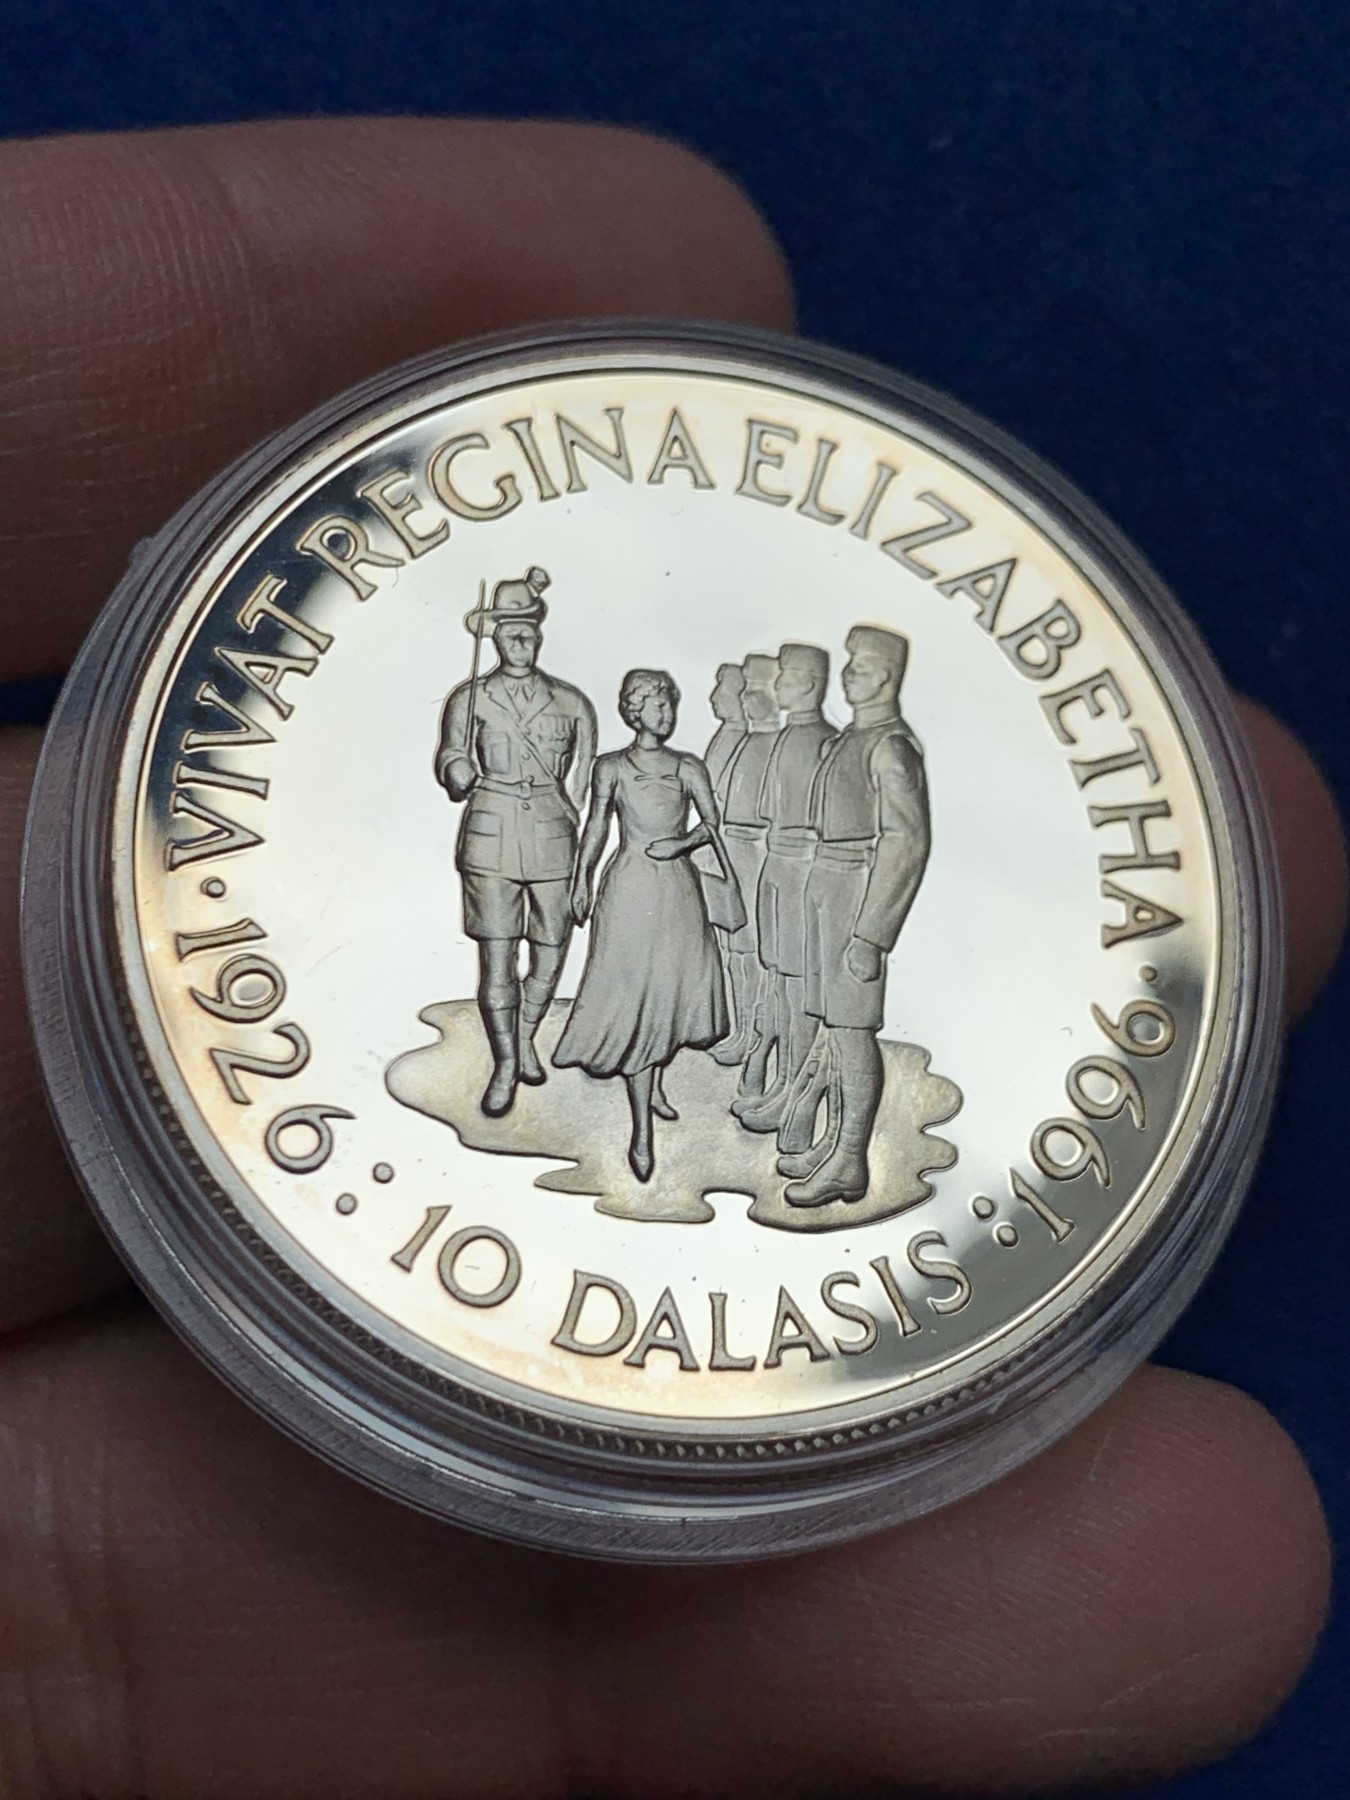 1926 · VIVAT REGINA ELIZABETHA · 1996
: 10 DALASIS :